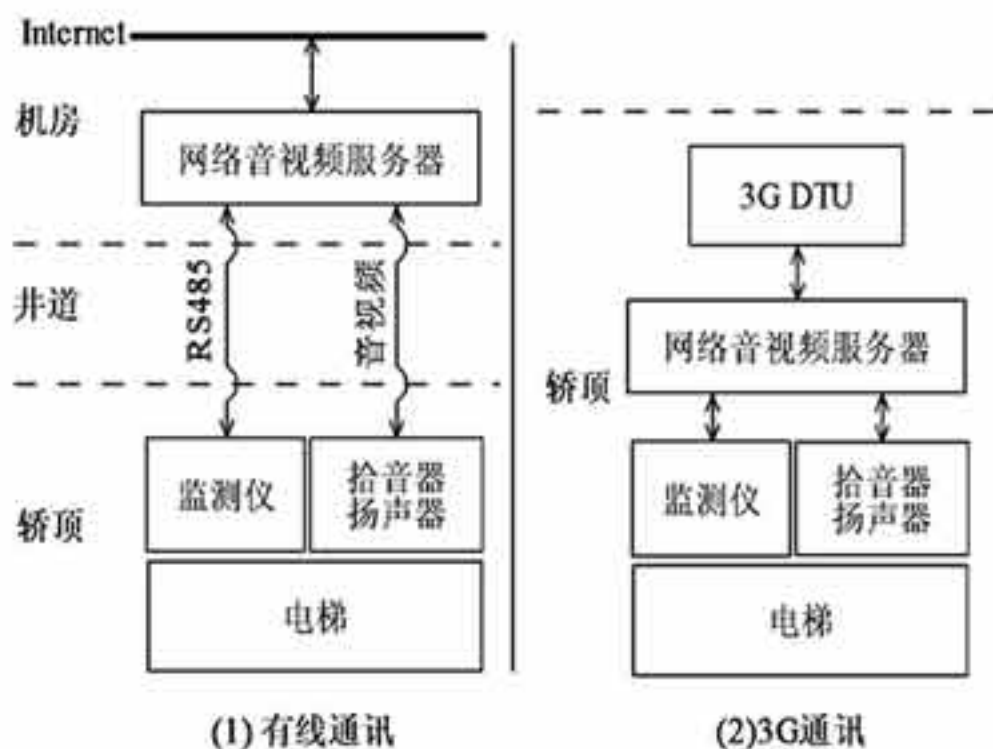 Internet
机房
网络音视频服务器
RS485
音视频
井道
监测仪
拾音器
扬声器
轿顶
电梯
(1) 有线通讯
3G DTU
网络音视频服务器
轿顶
监测仪
拾音器
扬声器
电梯
(2)3G通讯